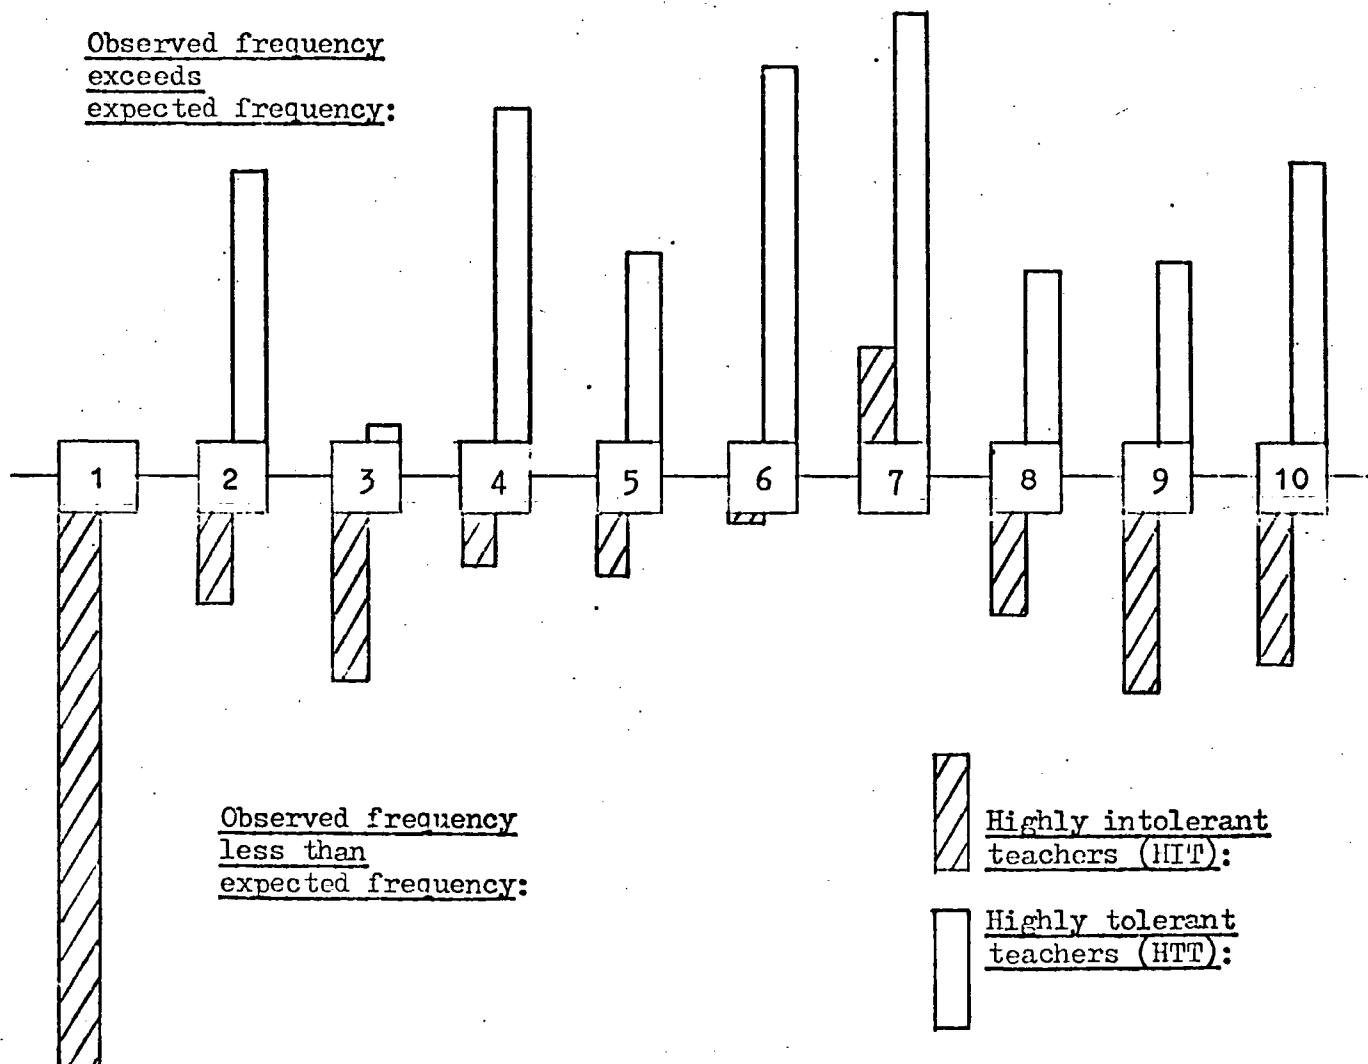 Observed frequency
exceeds
expected frequency:
1 2 3 4 5 6 7 8 9 10
Observed frequency
less than
expected frequency:
Highly intolerant
teachers (HIT):
Highly tolerant
teachers (HTT):